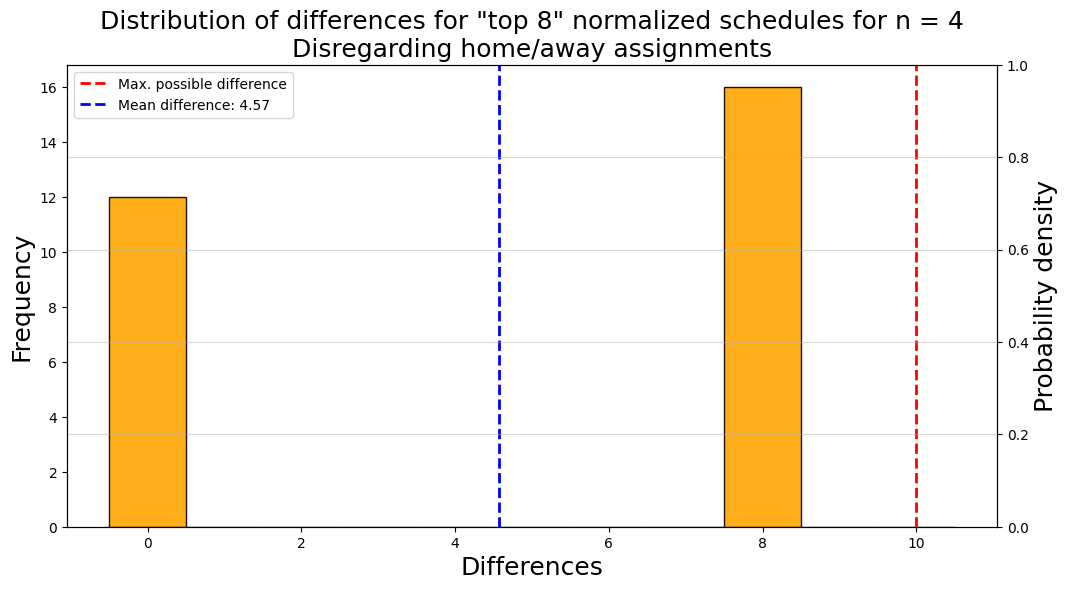 Distribution of differences for "top 8" normalized schedules for n = 4
Disregarding home/away assignments
Max. possible difference
Mean difference: 4.57
Frequency
16
14
12
10
8
6
4
2
0
1.0
0.8
0.6
0.4
0.2
0.0
Probability density
0 2 4 6 8 10
Differences